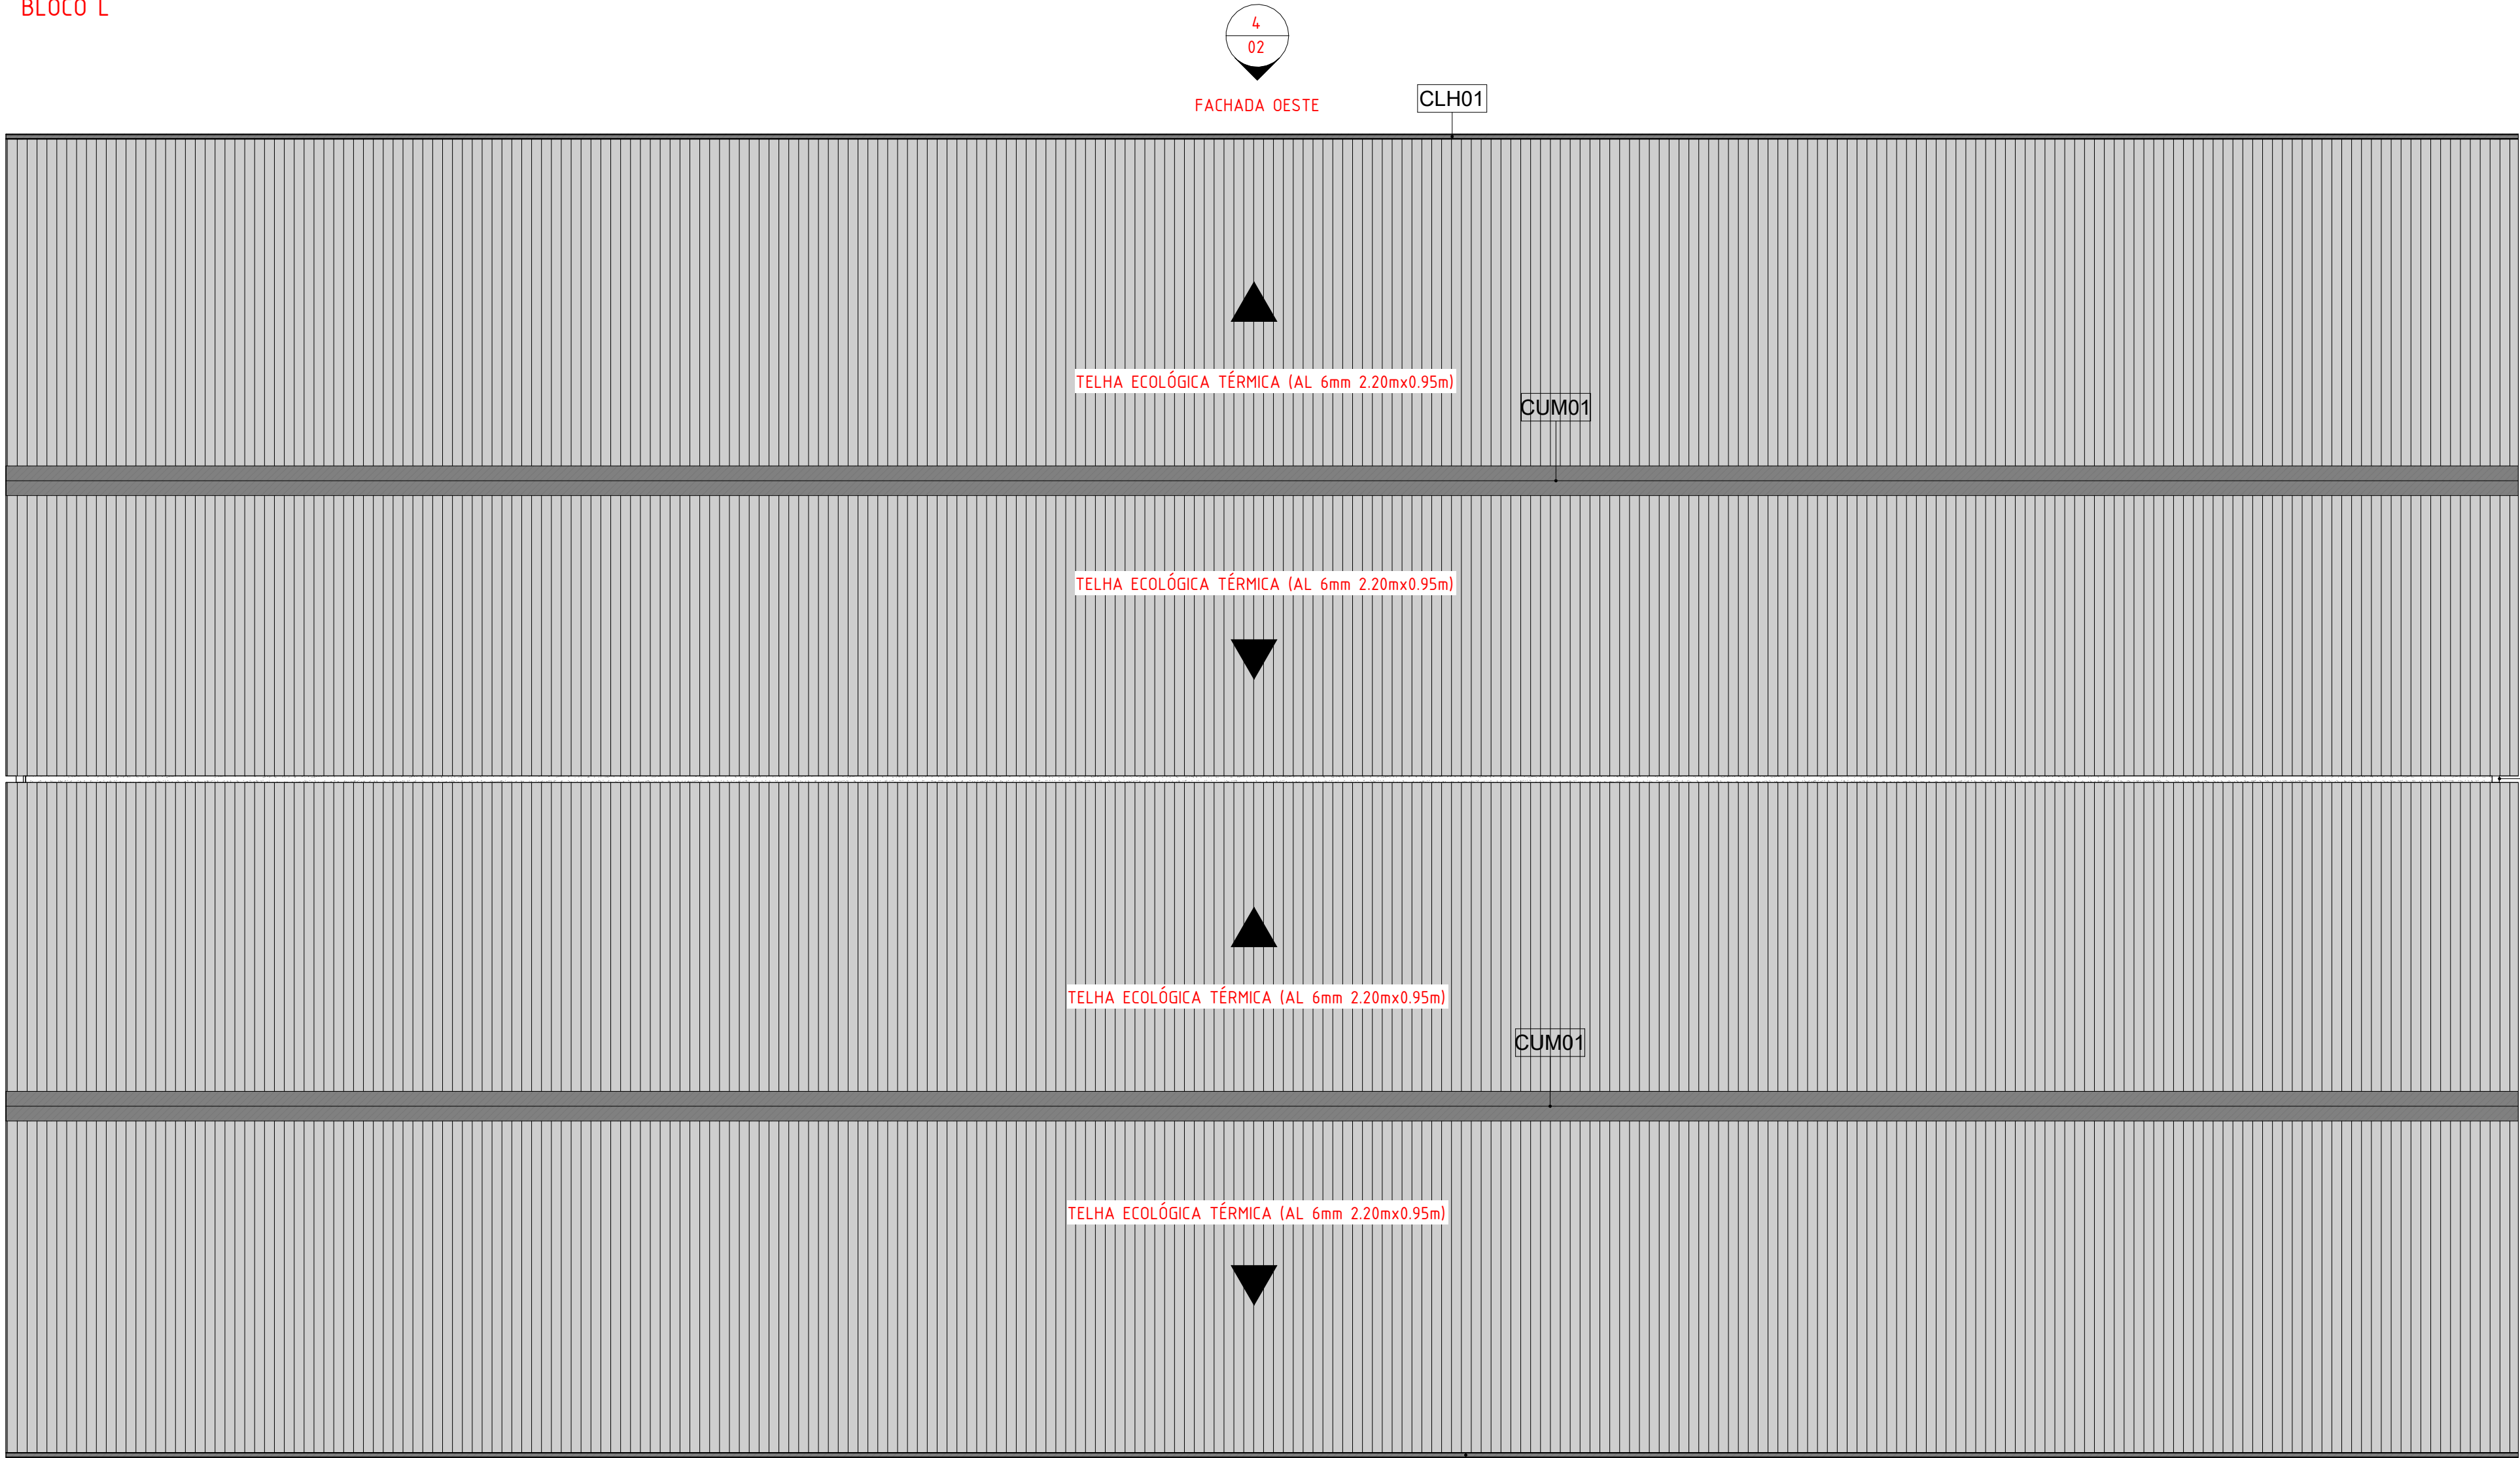 BLOCO L
4
02
FACHADA OESTE
CLH01
TELHA ECOLÓGICA TÉRMICA (AL 6mm 2.20mx0.95m)
CUM01
TELHA ECOLÓGICA TÉRMICA (AL 6mm 2.20mx0.95m)
TELHA ECOLÓGICA TÉRMICA (AL 6mm 2.20mx0.95m)
CUM01
TELHA ECOLÓGICA TÉRMICA (AL 6mm 2.20mx0.95m)